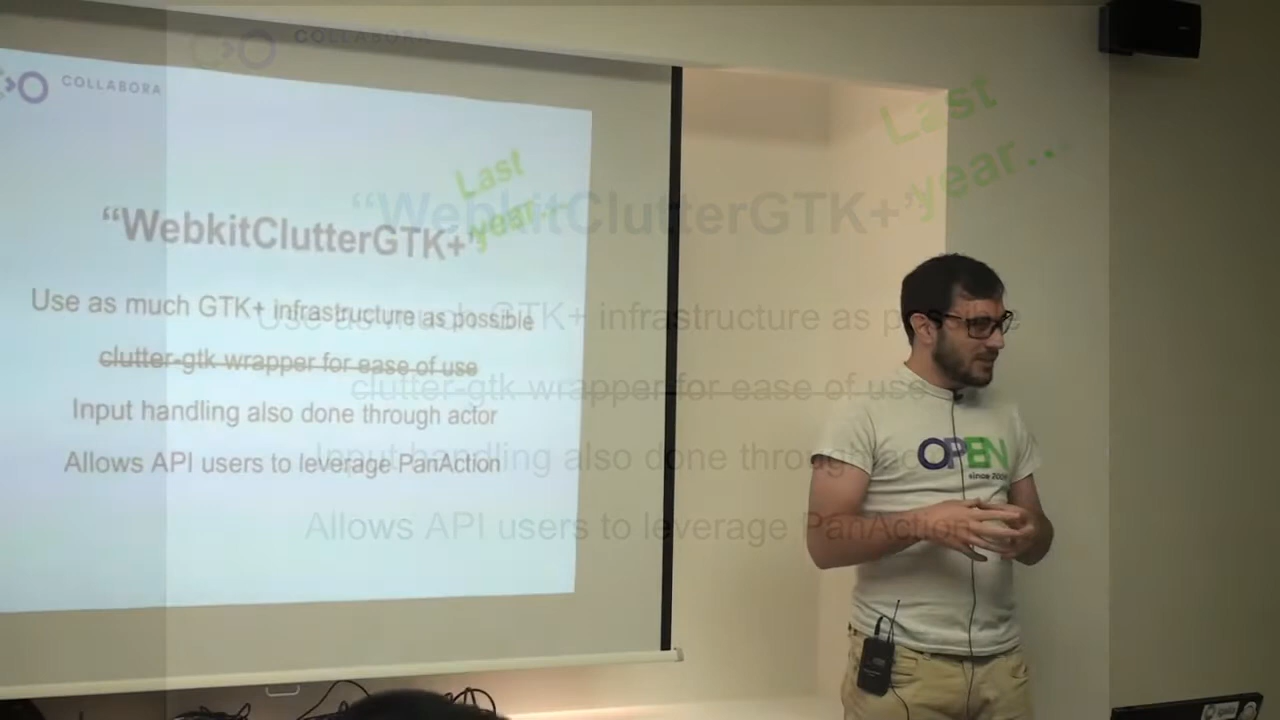 COLLABORA
Last
year...
"WebkitClutterGTK+"
Use as much GTK+ infrastructure as possible
clutter-gtk wrapper for ease of use
Input handling also done through actor
Allows API users to leverage PanAction
COLLABORA
Last
year...
"WebkitClutterGTK+"
Use as much GTK+ infrastructure as possible
clutter-gtk wrapper for ease of use
Input handling also done through actor
Allows API users to leverage PanAction
OPEN
since